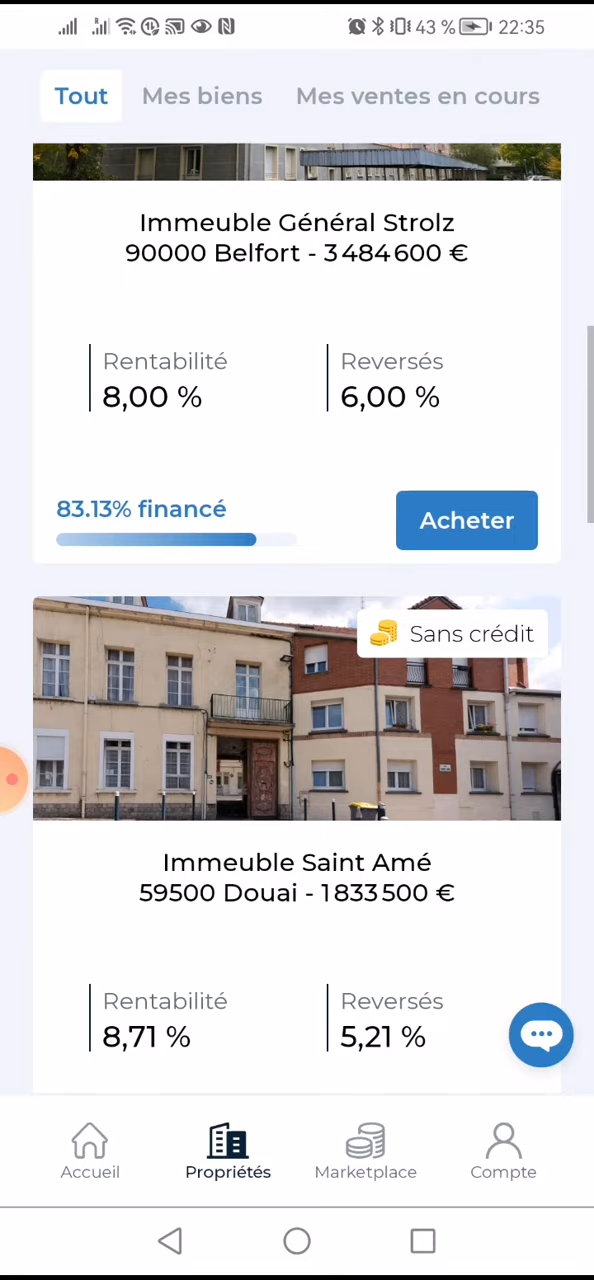 43 % 22:35
Tout Mes biens Mes ventes en cours
Immeuble Général Strolz
90000 Belfort - 3 484 600 €
Rentabilité Reversés
8,00 % 6,00 %
83.13% financé
Acheter
Sans crédit
Immeuble Saint Amé
59500 Douai - 1 833 500 €
Rentabilité Reversés
8,71 % 5,21 %
Accueil Propriétés Marketplace Compte